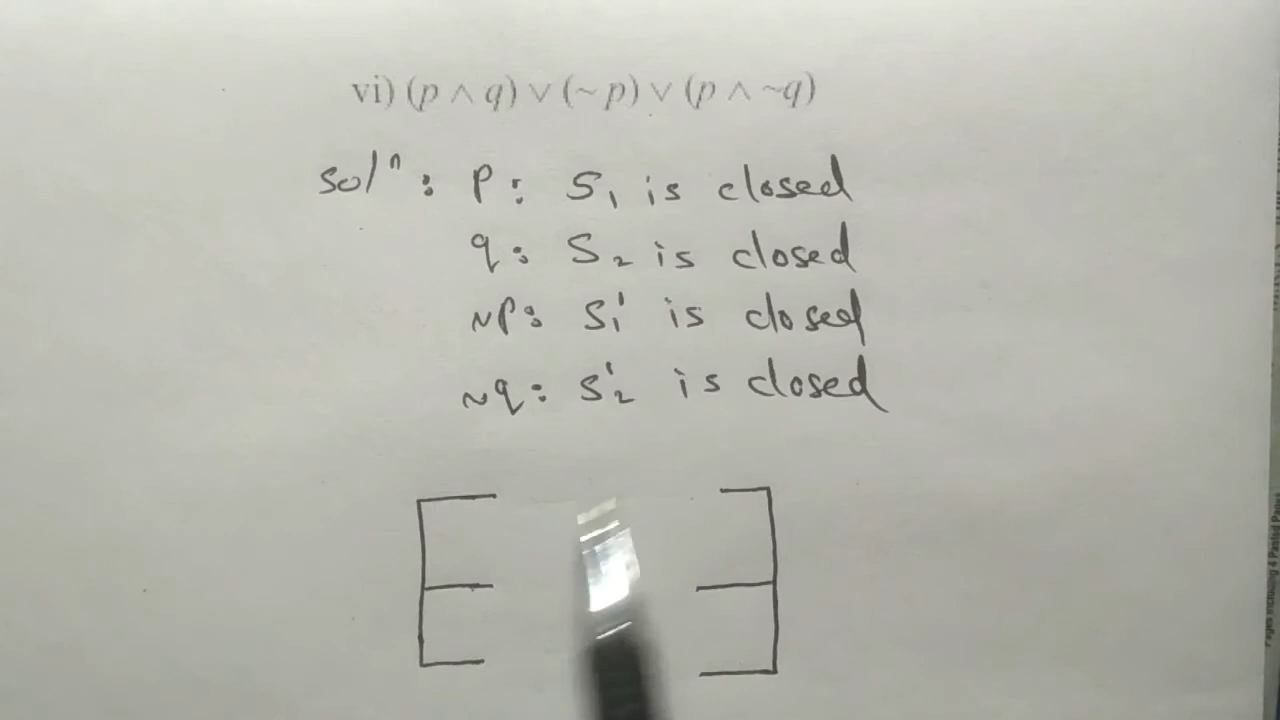 vi) (p ∧ q) ∨ (~ p) ∨ (p ∧ ~q)
solⁿ : p : S₁ is closed
q : S₂ is closed
~p : S₁' is closed
~q : S₂' is closed